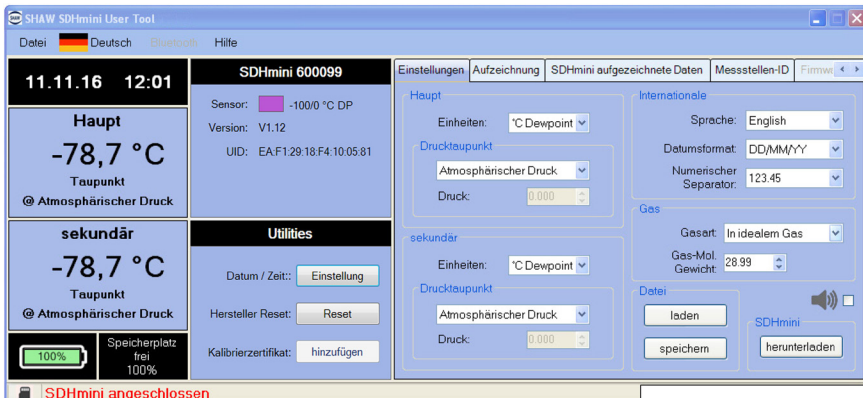 SHAW SDHmini User Tool
Datei Deutsch Bluetooth Hilfe
11.11.16 12:01
Haupt
-78,7 °C
Taupunkt
@ Atmosphärischer Druck
sekundär
-78,7 °C
Taupunkt
@ Atmosphärischer Druck
100%
Speicherplatz
frei
100%
SDHmini 600099
Sensor: -100/0 °C DP
Version: V1.12
UID: EA:F1:29:18:F4:10:05:81
Utilities
Datum / Zeit:: Einstellung
Hersteller Reset: Reset
Kalibrierzertifikat: hinzufügen
Einstellungen Aufzeichnung SDHmini aufgezeichnete Daten Messstellen-ID Firmw
Haupt
Einheiten: °C Dewpoint
Drucktaupunkt
Atmosphärischer Druck
Druck: 0.000
sekundär
Einheiten: °C Dewpoint
Drucktaupunkt
Atmosphärischer Druck
Druck: 0.000
Internationale
Sprache: English
Datumsformat: DD/MM/YY
Numerischer
Separator: 123.45
Gas
Gasart: In idealem Gas
Gas-Mol.
Gewicht: 28.99
Datei
laden
speichern
SDHmini
herunterladen
SDHmini angeschlossen